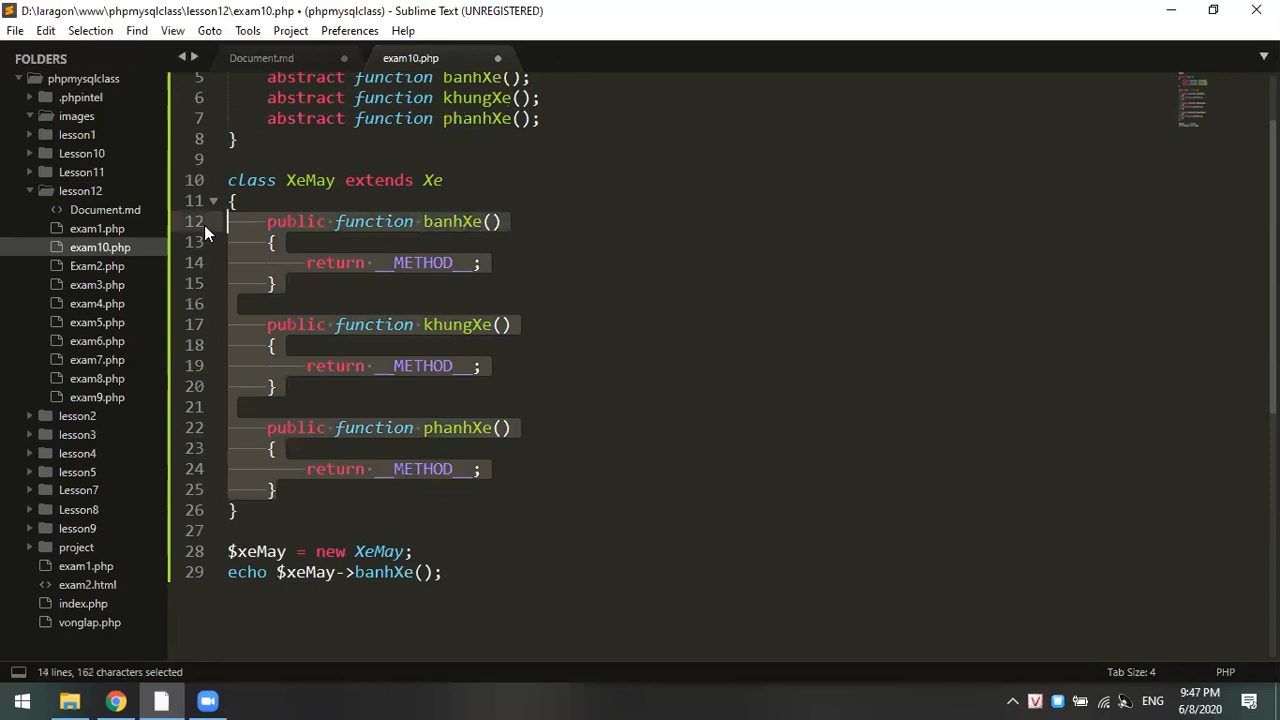 D:\laragon\www\phpmysqlclass\lesson12\exam10.php • (phpmysqlclass) - Sublime Text (UNREGISTERED)
File Edit Selection Find View Goto Tools Project Preferences Help
FOLDERS
phpmysqlclass
.phpintel
images
lesson1
Lesson10
Lesson11
lesson12
Document.md
exam1.php
exam10.php
Exam2.php
exam3.php
exam4.php
exam5.php
exam6.php
exam7.php
exam8.php
exam9.php
lesson2
lesson3
lesson4
lesson5
Lesson7
Lesson8
lesson9
project
exam1.php
exam2.html
index.php
vonglap.php
Document.md exam10.php
5 abstract function banhXe();
6 abstract function khungXe();
7 abstract function phanhXe();
8 }
9
10 class XeMay extends Xe
11 {
12 public function banhXe()
13 {
14 return __METHOD__;
15 }
16
17 public function khungXe()
18 {
19 return __METHOD__;
20 }
21
22 public function phanhXe()
23 {
24 return __METHOD__;
25 }
26 }
27
28 $xeMay = new XeMay;
29 echo $xeMay->banhXe();
14 lines, 162 characters selected Tab Size: 4 PHP
V ENG 9:47 PM
6/8/2020